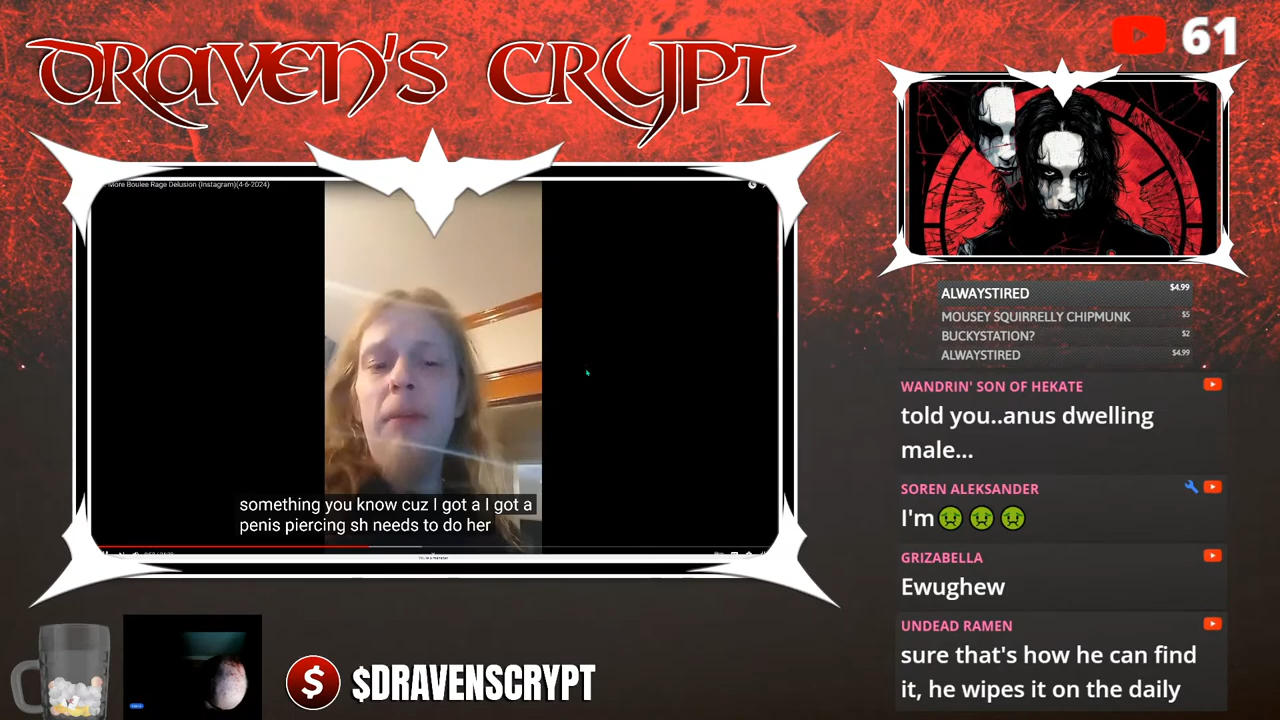 DRAVEN'S CRYPT
61
More Boulee Rage Delusion (Instagram)(4-6-2024)
something you know cuz I got a I got a
penis piercing sh needs to do her
ALWAYSTIRED $4.99
MOUSEY SQUIRRELLY CHIPMUNK $5
BUCKYSTATION? $2
ALWAYSTIRED $4.99
WANDRIN' SON OF HEKATE
told you..anus dwelling
male...
SOREN ALEKSANDER
I'm🤢🤢🤢
GRIZABELLA
Ewughew
UNDEAD RAMEN
sure that's how he can find
it, he wipes it on the daily
$ $DRAVENSCRYPT